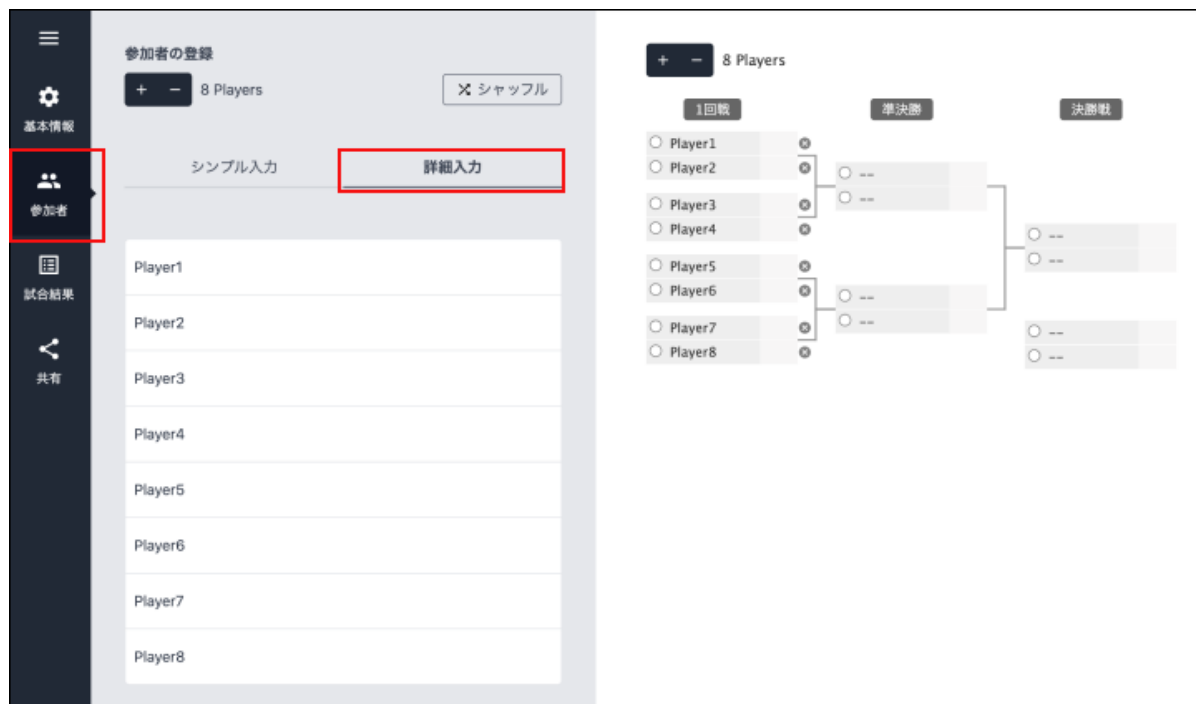 基本情報
参加者
試合結果
共有
参加者の登録
+ − 8 Players
シャッフル
シンプル入力 詳細入力
Player1
Player2
Player3
Player4
Player5
Player6
Player7
Player8
+ − 8 Players
1回戦 準決勝 決勝戦
Player1
Player2
Player3
Player4
Player5
Player6
Player7
Player8
--
--
--
--
--
--
--
--